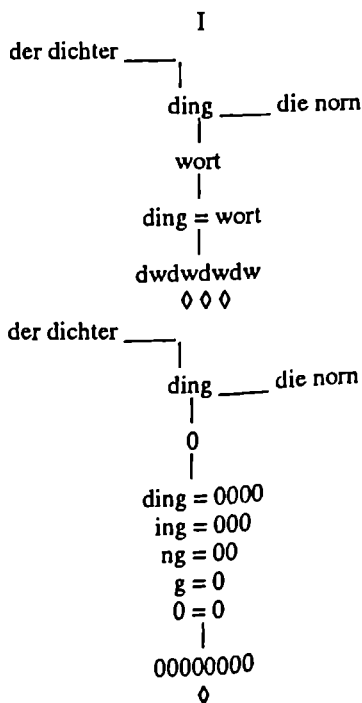 I
der dichter
ding die norn
wort
ding = wort
dwdwdwdw
◊ ◊ ◊
der dichter
ding die norn
0
ding = 0000
ing = 000
ng = 00
g = 0
0 = 0
00000000
◊